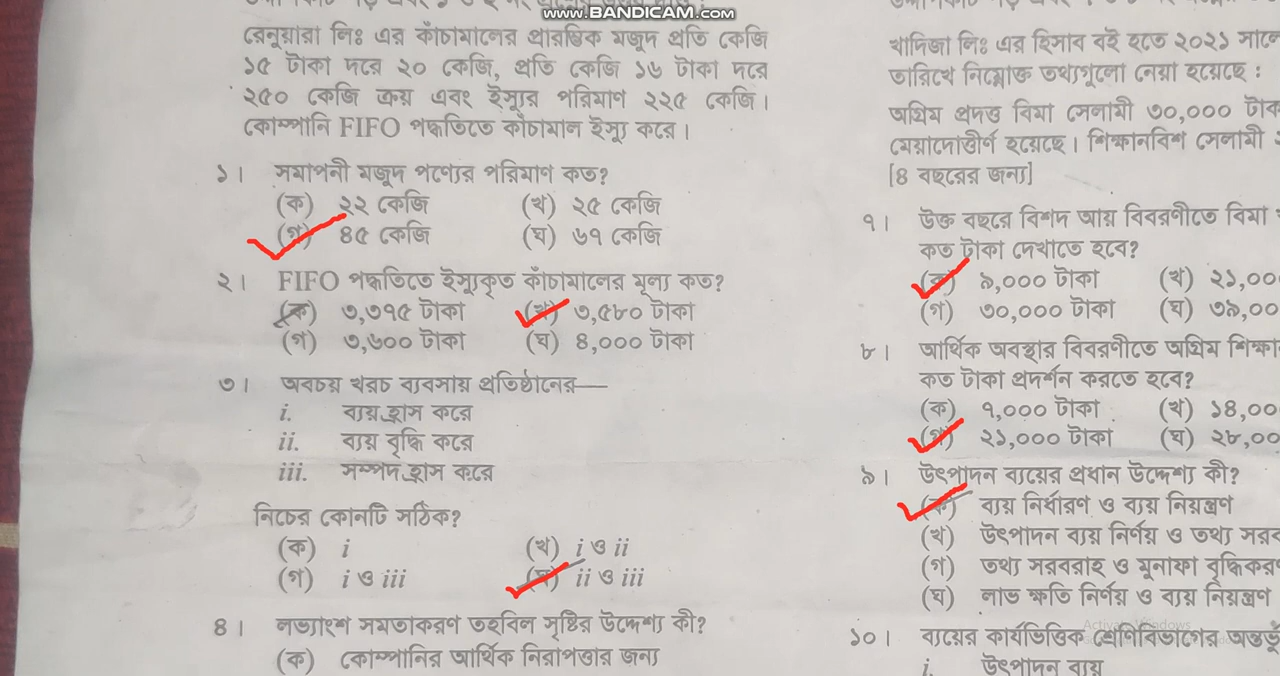 www.BANDICAM.com
রেনুয়ারা লিঃ এর কাঁচামালের প্রারম্ভিক মজুদ প্রতি কেজি
১৫ টাকা দরে ২০ কেজি, প্রতি কেজি ১৬ টাকা দরে
২৫০ কেজি ক্রয় এবং ইস্যুর পরিমাণ ২২৫ কেজি।
কোম্পানি FIFO পদ্ধতিতে কাঁচামাল ইস্যু করে।
১। সমাপনী মজুদ পণ্যের পরিমাণ কত?
(ক) ২২ কেজি (খ) ২৫ কেজি
(গ) ৪৫ কেজি (ঘ) ৬৭ কেজি
২। FIFO পদ্ধতিতে ইস্যুকৃত কাঁচামালের মূল্য কত?
(ক) ৩,৭৭৫ টাকা (খ) ৩,৫৮০ টাকা
(গ) ৩,৬০০ টাকা (ঘ) ৪,০০০ টাকা
৩। অবচয় খরচ ব্যবসায় প্রতিষ্ঠানের—
i. ব্যয় হ্রাস করে
ii. ব্যয় বৃদ্ধি করে
iii. সম্পদ হ্রাস করে
নিচের কোনটি সঠিক?
(ক) i (খ) i ও ii
(গ) i ও iii (ঘ) ii ও iii
৪। লভ্যাংশ সমতাকরণ তহবিল সৃষ্টির উদ্দেশ্য কী?
(ক) কোম্পানির আর্থিক নিরাপত্তার জন্য
খাদিজা লিঃ এর হিসাব বই হতে ২০২১ সালে
তারিখে নিম্নোক্ত তথ্যগুলো নেয়া হয়েছে :
অগ্রিম প্রদত্ত বিমা সেলামী ৩০,০০০ টাক
মেয়াদোত্তীর্ণ হয়েছে। শিক্ষানবিশ সেলামী
[৪ বছরের জন্য]
৭। উক্ত বছরে বিশদ আয় বিবরণীতে বিমা
কত টাকা দেখাতে হবে?
(ক) ৯,০০০ টাকা (খ) ২১,০০
(গ) ৩০,০০০ টাকা (ঘ) ৩৯,০০
৮। আর্থিক অবস্থার বিবরণীতে অগ্রিম শিক্ষা
কত টাকা প্রদর্শন করতে হবে?
(ক) ৭,০০০ টাকা (খ) ১৪,০০
(গ) ২১,০০০ টাকা (ঘ) ২৮,০০
৯। উৎপাদন ব্যয়ের প্রধান উদ্দেশ্য কী?
(ক) ব্যয় নির্ধারণ ও ব্যয় নিয়ন্ত্রণ
(খ) উৎপাদন ব্যয় নির্ণয় ও তথ্য সরব
(গ) তথ্য সরবরাহ ও মুনাফা বৃদ্ধিকরণ
(ঘ) লাভ ক্ষতি নির্ণয় ও ব্যয় নিয়ন্ত্রণ
Activate Windows
১০। ব্যয়ের কার্যভিত্তিক শ্রেণিবিভাগের অন্তর্ভু
i. উৎপাদন ব্যয়